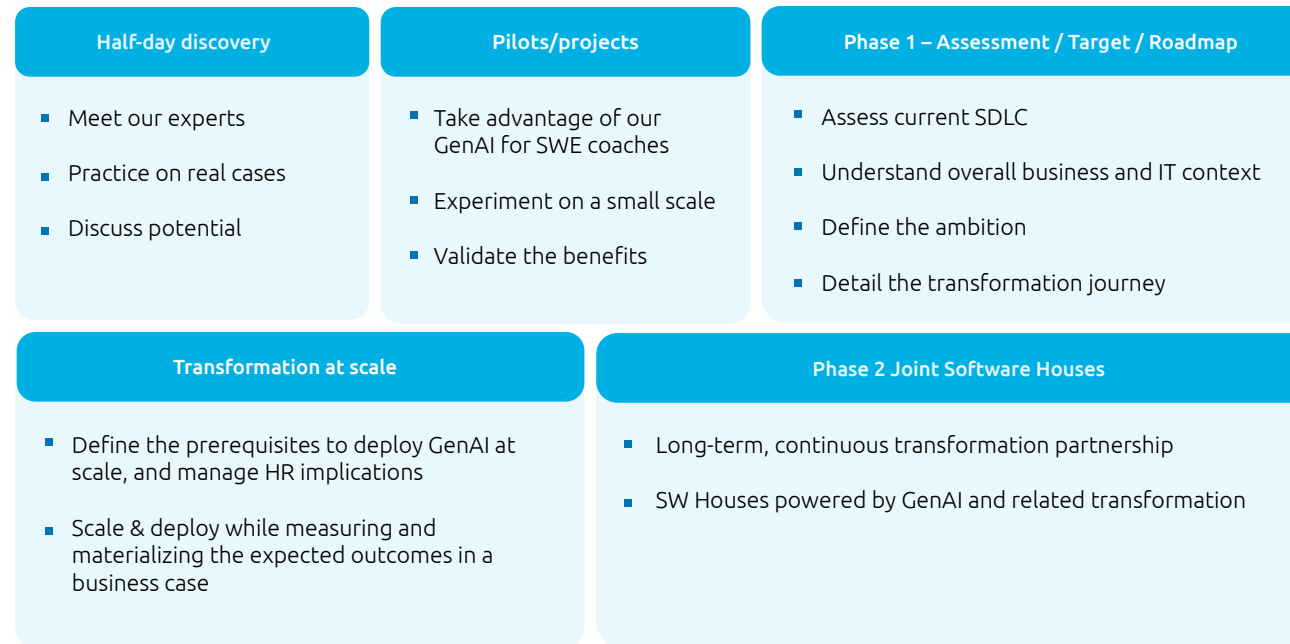 Half-day discovery
Meet our experts
Practice on real cases
Discuss potential
Pilots/projects
Take advantage of our
GenAI for SWE coaches
Experiment on a small scale
Validate the benefits
Phase 1 – Assessment / Target / Roadmap
Assess current SDLC
Understand overall business and IT context
Define the ambition
Detail the transformation journey
Transformation at scale
Define the prerequisites to deploy GenAI at
scale, and manage HR implications
Scale & deploy while measuring and
materializing the expected outcomes in a
business case
Phase 2 Joint Software Houses
Long-term, continuous transformation partnership
SW Houses powered by GenAI and related transformation